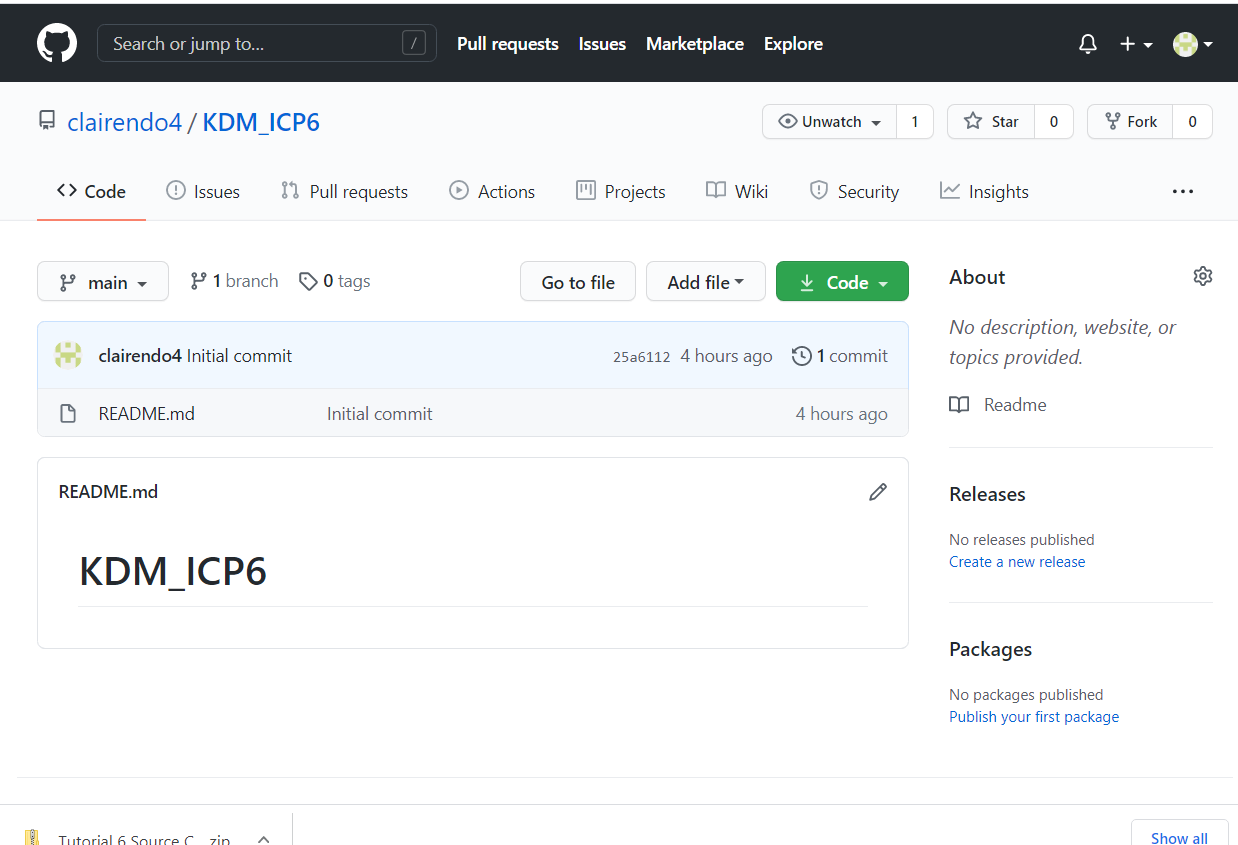 Search or jump to... / Pull requests Issues Marketplace Explore
clairendo4 / KDM_ICP6 Unwatch 1 Star 0 Fork 0
Code Issues Pull requests Actions Projects Wiki Security Insights ...
main 1 branch 0 tags Go to file Add file Code
clairendo4 Initial commit 25a6112 4 hours ago 1 commit
README.md Initial commit 4 hours ago
README.md
KDM_ICP6
About
No description, website, or
topics provided.
Readme
Releases
No releases published
Create a new release
Packages
No packages published
Publish your first package
Tutorial 6 Source C....zip Show all